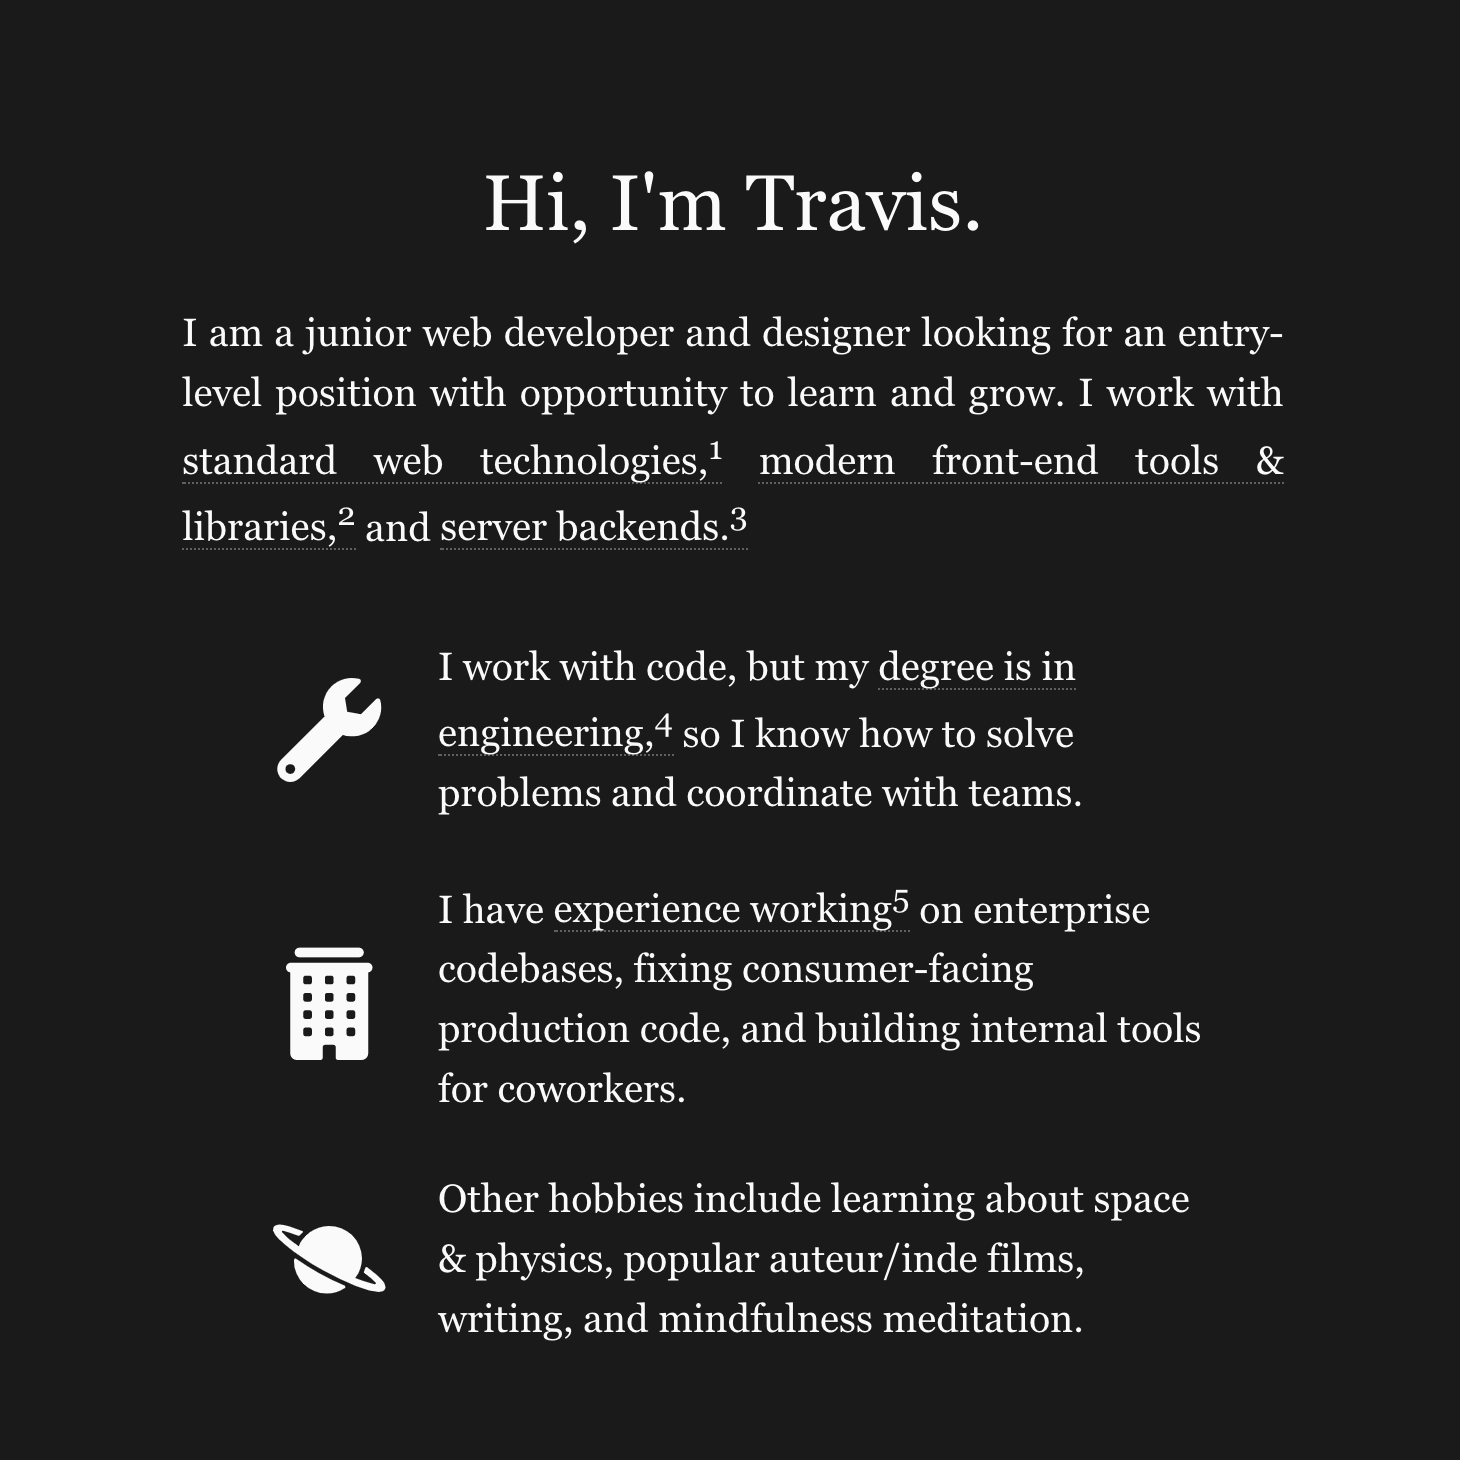 Hi, I'm Travis.
I am a junior web developer and designer looking for an entry-
level position with opportunity to learn and grow. I work with
standard web technologies,1 modern front-end tools &
libraries,2 and server backends.3
I work with code, but my degree is in
engineering,4 so I know how to solve
problems and coordinate with teams.
I have experience working5 on enterprise
codebases, fixing consumer-facing
production code, and building internal tools
for coworkers.
Other hobbies include learning about space
& physics, popular auteur/inde films,
writing, and mindfulness meditation.